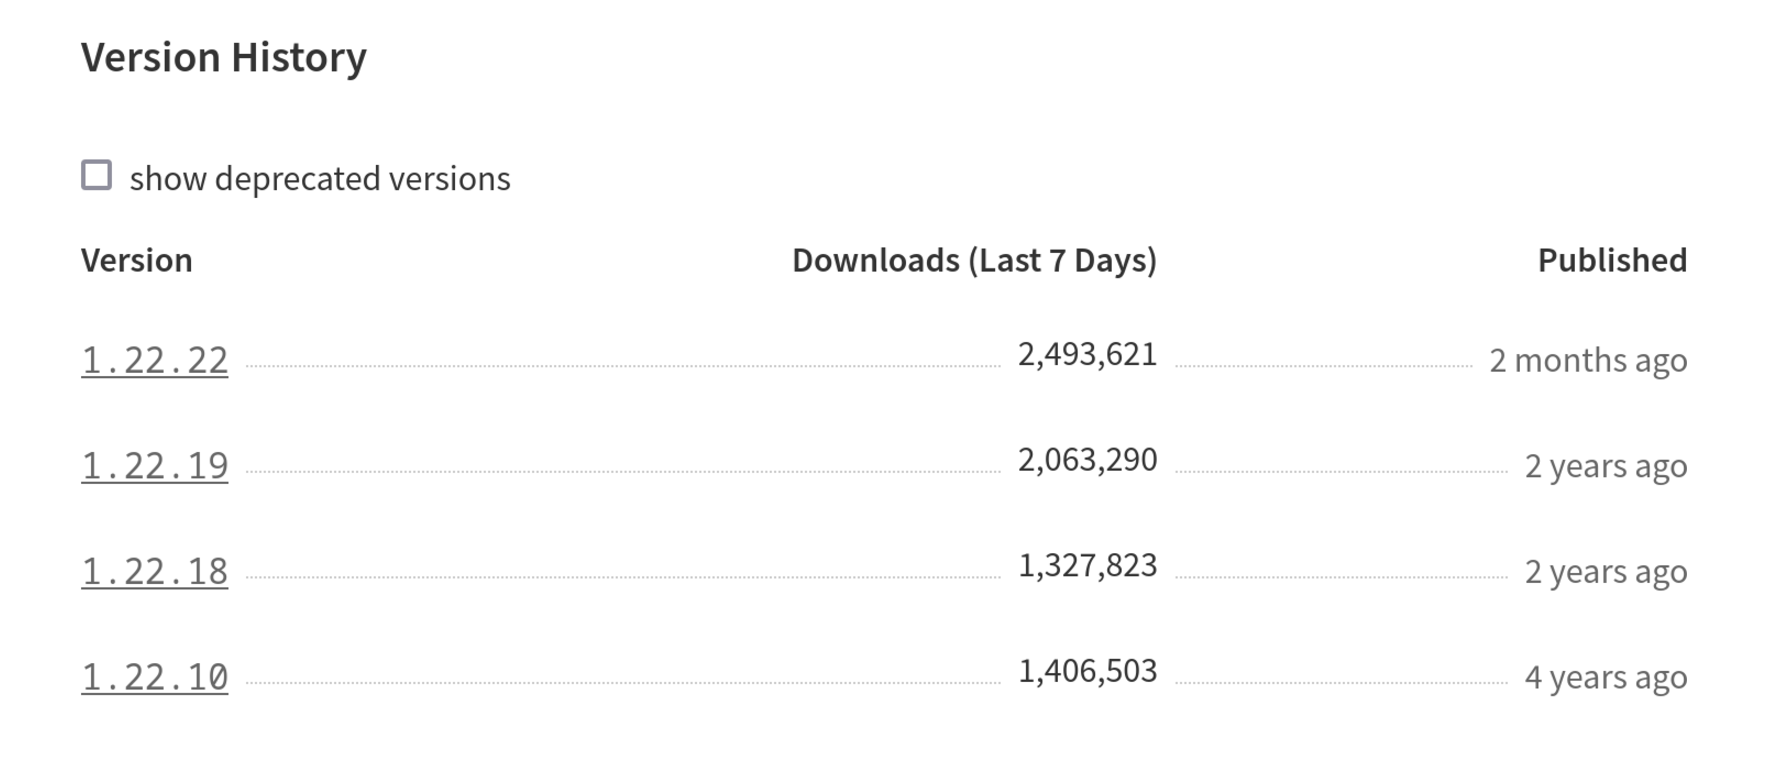 Version History
show deprecated versions
Version Downloads (Last 7 Days) Published
1.22.22 2,493,621 2 months ago
1.22.19 2,063,290 2 years ago
1.22.18 1,327,823 2 years ago
1.22.10 1,406,503 4 years ago